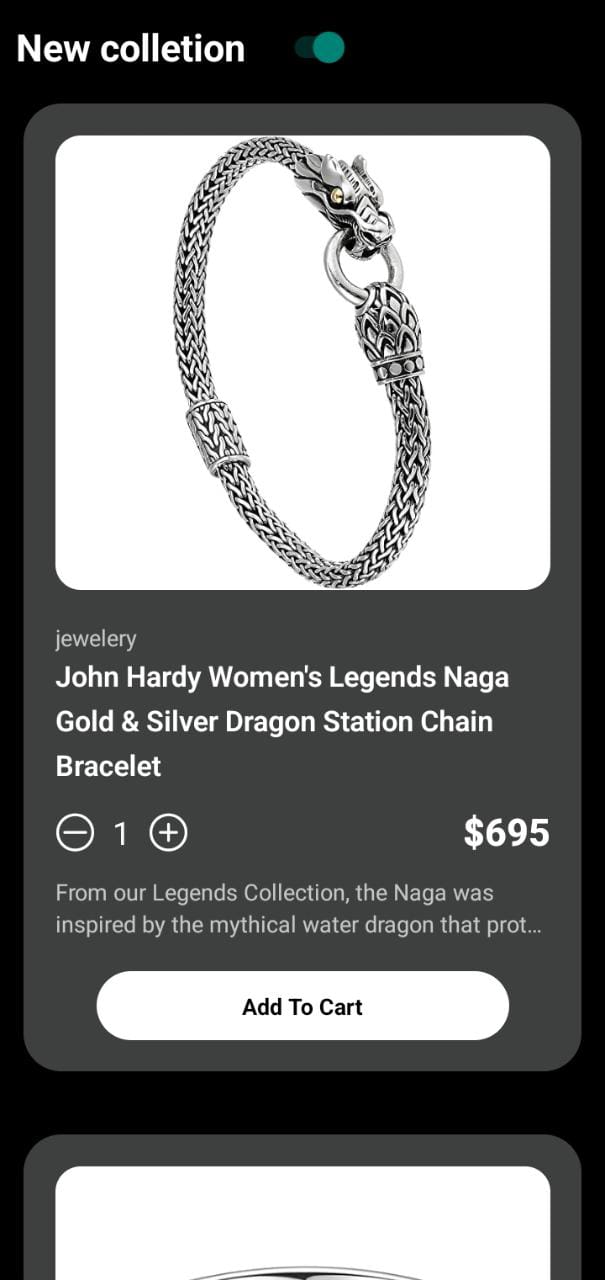 New colletion
jewelery
John Hardy Women's Legends Naga
Gold & Silver Dragon Station Chain
Bracelet
1 $695
From our Legends Collection, the Naga was
inspired by the mythical water dragon that prot...
Add To Cart